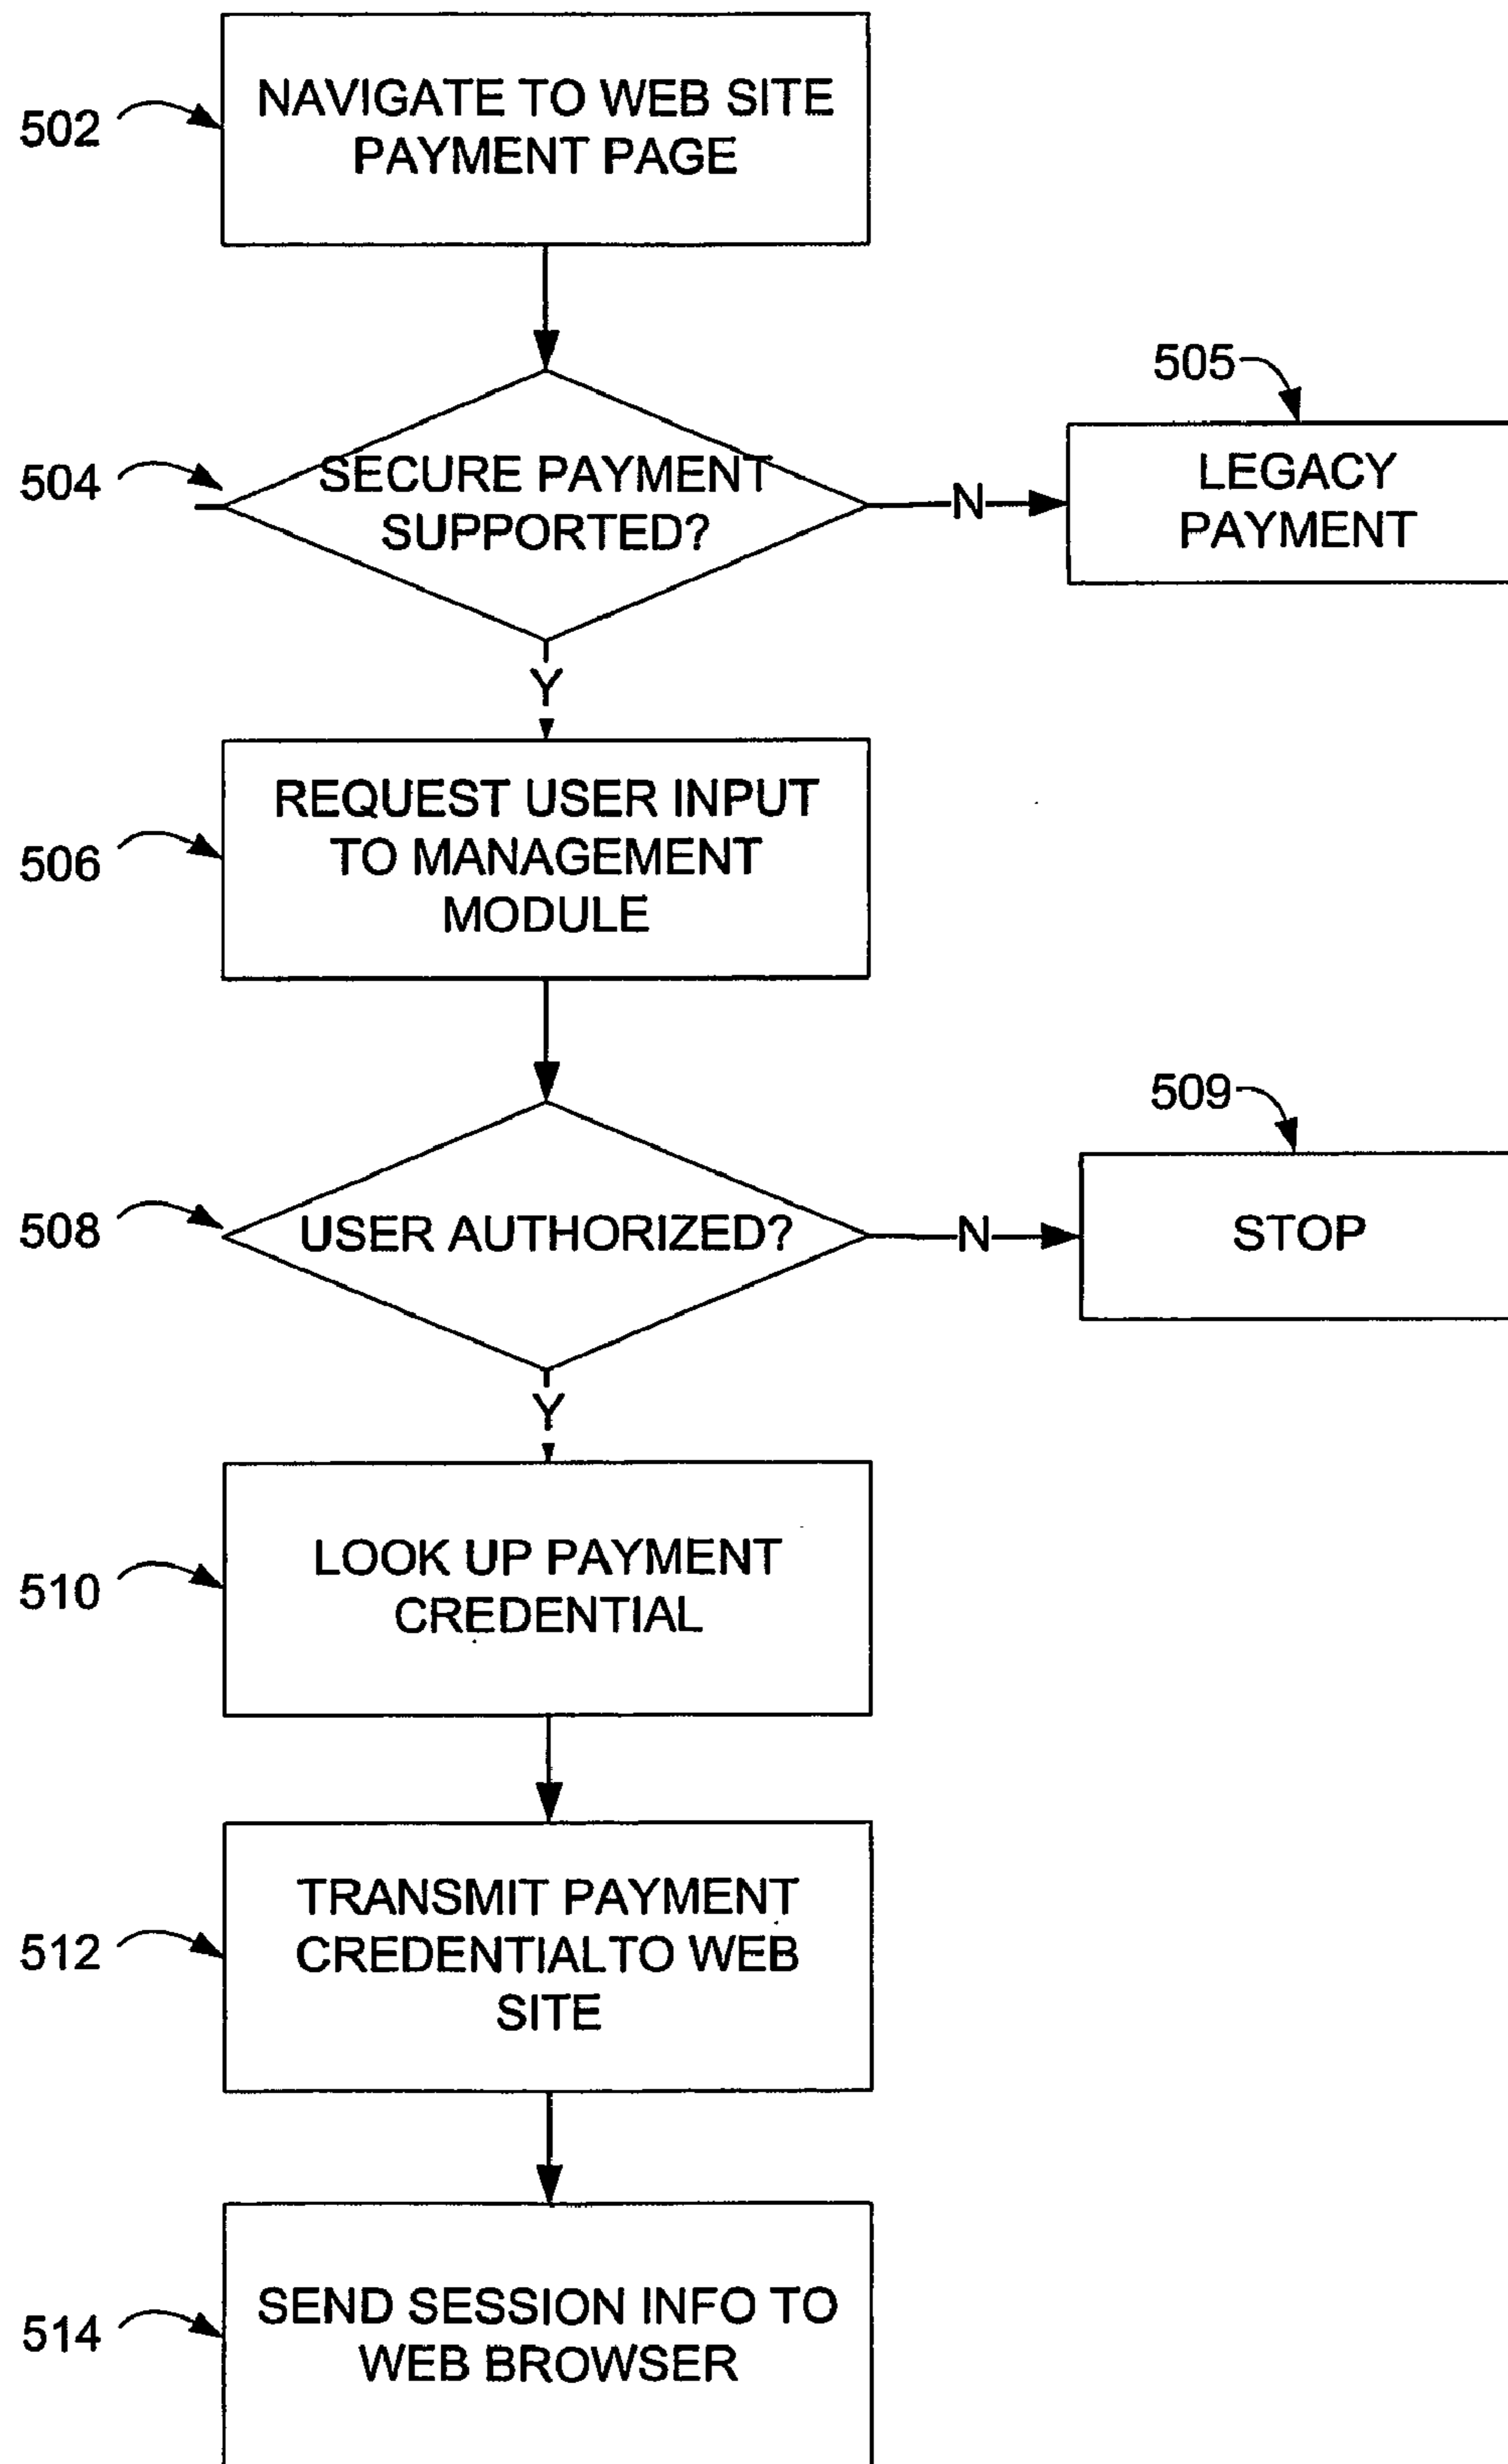 502
NAVIGATE TO WEB SITE
PAYMENT PAGE
504
SECURE PAYMENT
SUPPORTED?
N
505
LEGACY
PAYMENT
Y
506
REQUEST USER INPUT
TO MANAGEMENT
MODULE
508
USER AUTHORIZED?
N
509
STOP
Y
510
LOOK UP PAYMENT
CREDENTIAL
512
TRANSMIT PAYMENT
CREDENTIALTO WEB
SITE
514
SEND SESSION INFO TO
WEB BROWSER